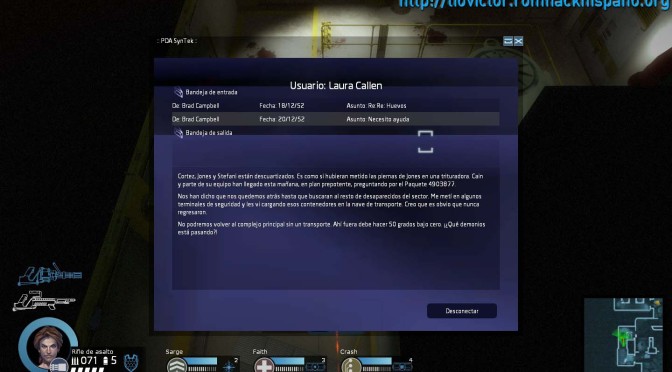 http://tiovictor.romhackhispano.org
: PDA SynTek :
Usuario: Laura Callen
Bandeja de entrada
De: Brad Campbell Fecha: 18/12/52 Asunto: Re:Re: Huevos
De: Brad Campbell Fecha: 20/12/52 Asunto: Necesito ayuda
Bandeja de salida
Cortez, Jones y Stefani están descuartizados. Es como si hubieran metido las piernas de Jones en una trituradora. Cain
y parte de su equipo han llegado esta mañana, en plan prepotente, preguntando por el Paquete 4903877.
Nos han dicho que nos quedemos atrás hasta que buscaran al resto de desaparecidos del sector. Me metí en algunos
terminales de seguridad y les vi cargando esos contenedores en la nave de transporte. Creo que es obvio que nunca
regresaron.
No podremos volver al complejo principal sin un transporte. Ahí fuera debe hacer 50 grados bajo cero. ¡¿Qué demonios
está pasando?!
Desconectar
Rifle de asalto
071 5
Sarge 2
Faith 3
Crash 4